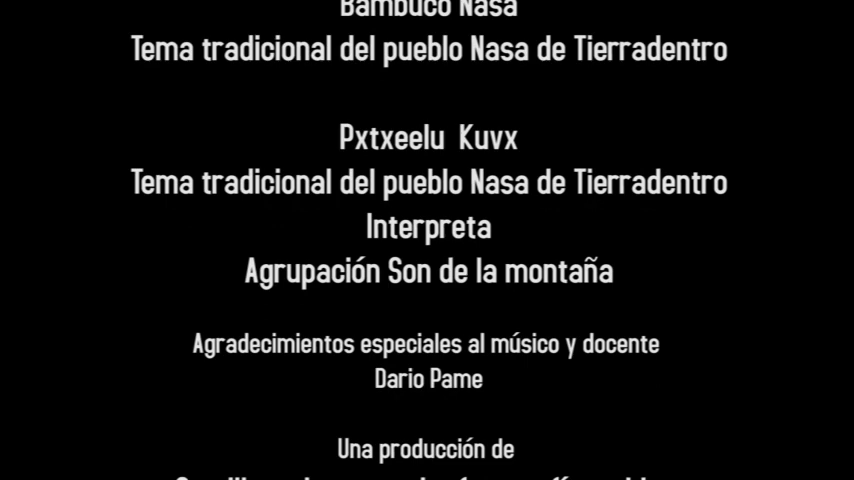 Bambuco Nasa
Tema tradicional del pueblo Nasa de Tierradentro
Pxtxeelu Kuvx
Tema tradicional del pueblo Nasa de Tierradentro
Interpreta
Agrupación Son de la montaña
Agradecimientos especiales al músico y docente
Dario Pame
Una producción de